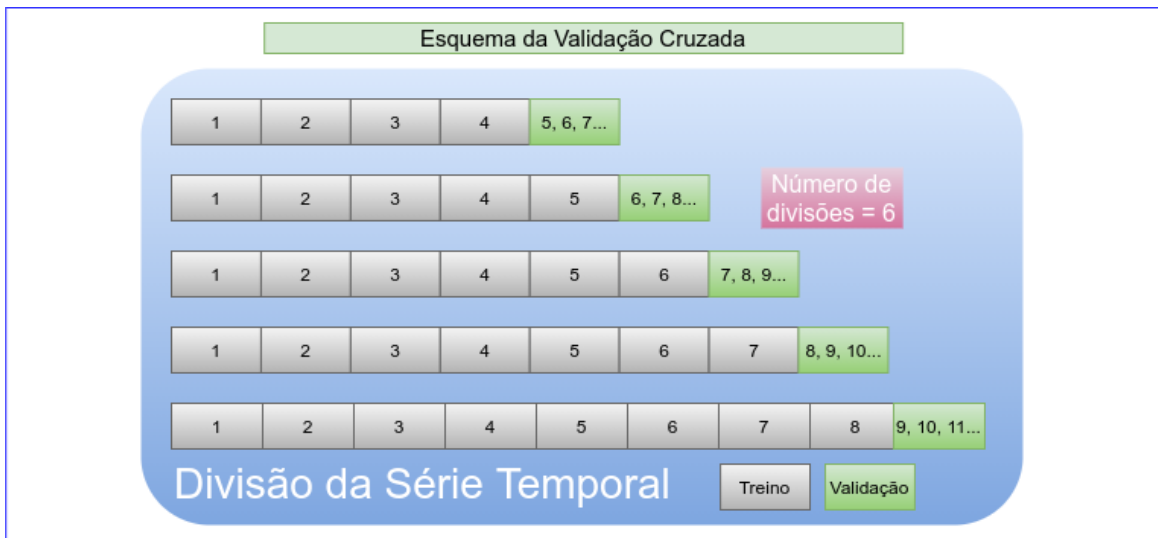 Esquema da Validação Cruzada
1 2 3 4 5, 6, 7...
1 2 3 4 5 6, 7, 8...
Número de
divisões = 6
1 2 3 4 5 6 7, 8, 9...
1 2 3 4 5 6 7 8, 9, 10...
1 2 3 4 5 6 7 8 9, 10, 11...
Divisão da Série Temporal
Treino
Validação